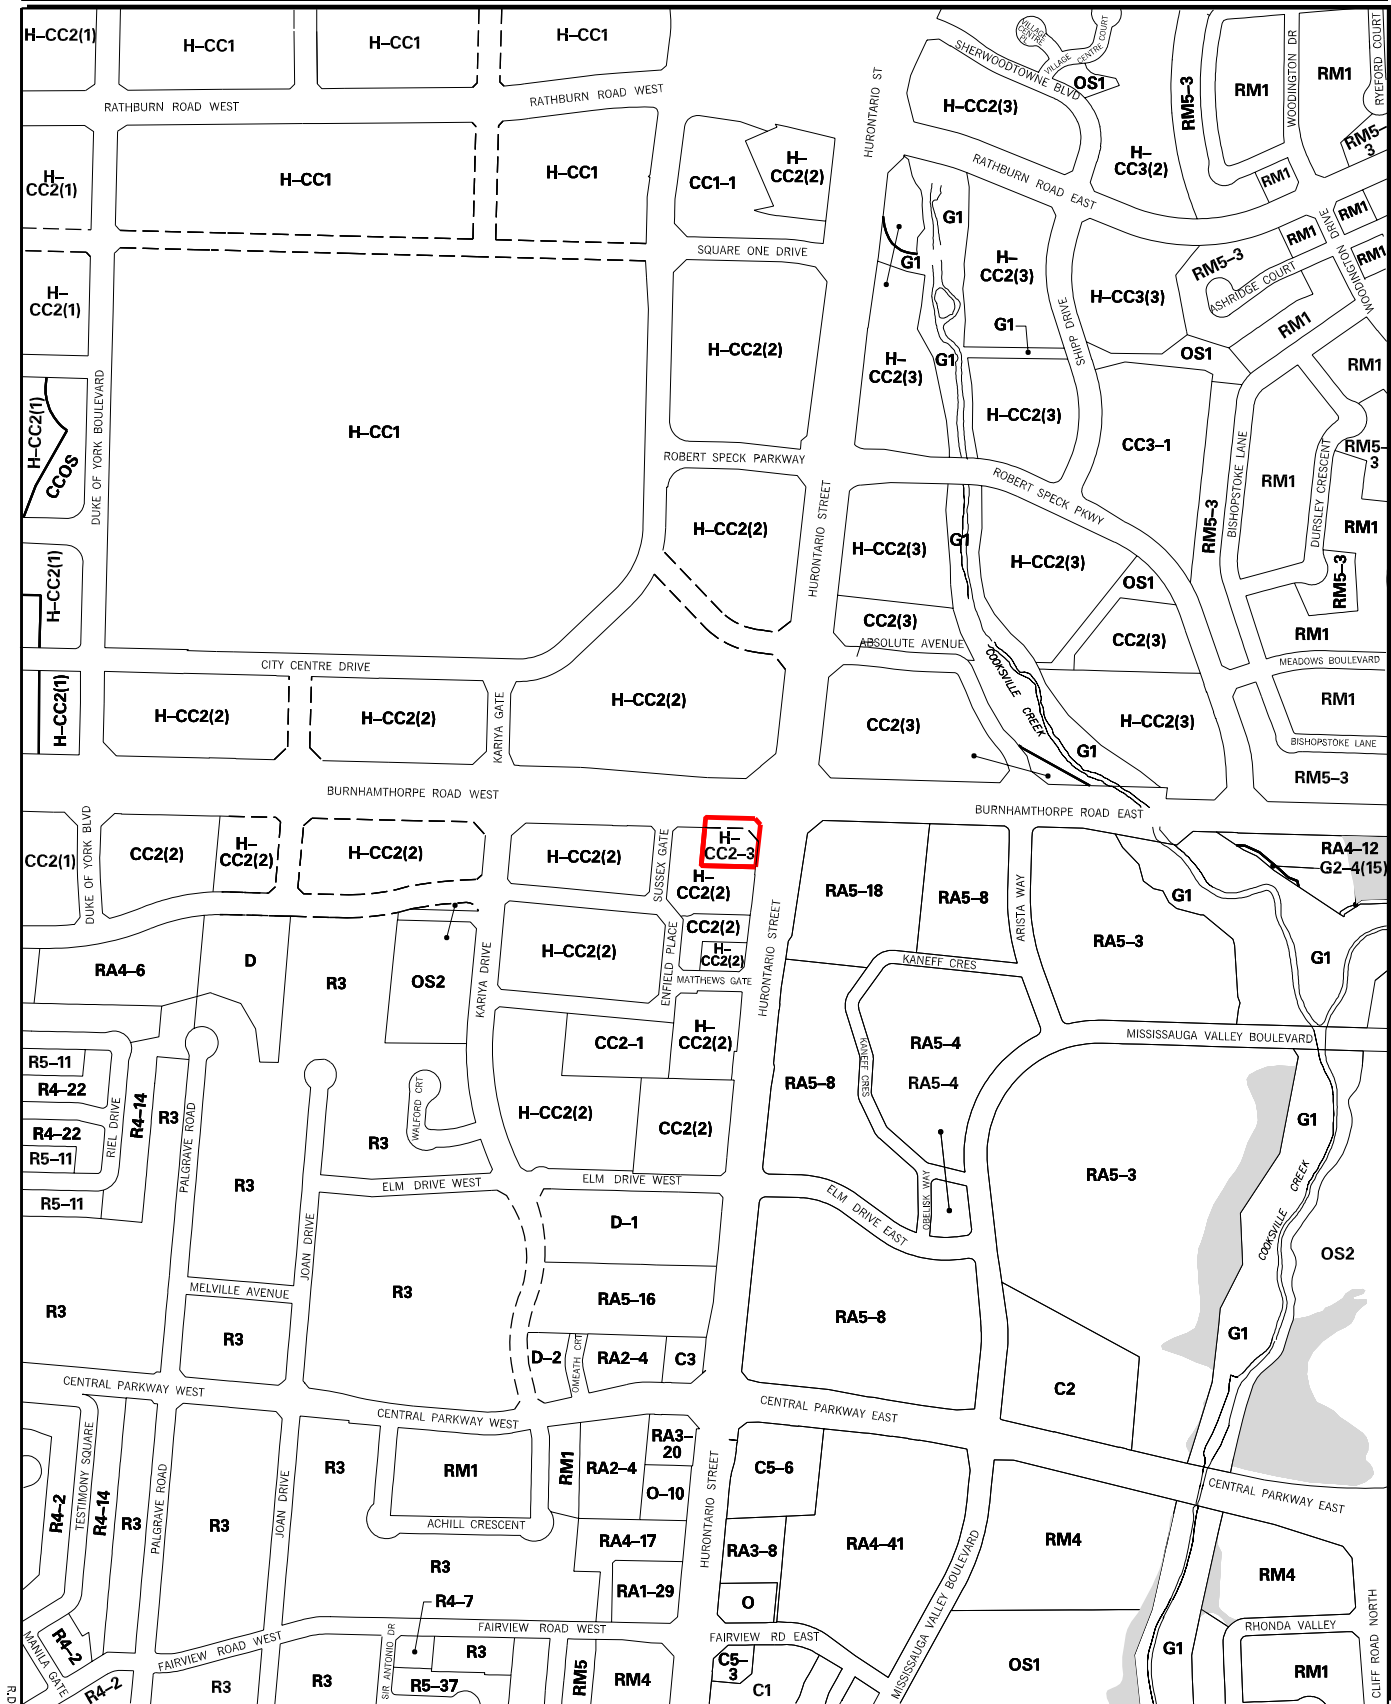 H–CC2(1)
H–CC1
H–CC1
H–CC1
RATHBURN ROAD WEST
RATHBURN ROAD WEST
HURONTARIO ST
SHERWOODTOWNE BLVD
VILLAGE
CENTRE
PL
VILLAGE CENTRE COURT
OS1
H–CC2(3)
RM5–3
RM1
WOODINGTON DR
RM1
RYEFORD COURT
RM5–
3
H–
CC2(1)
H–CC1
H–CC1
CC1–1
H–
CC2(2)
RATHBURN ROAD EAST
H–
CC3(2)
RM1
RM1
RM1
RM1
WOODINGTON DRIVE
G1
G1
SQUARE ONE DRIVE
H–
CC2(3)
RM5–3
ASHRIDGE COURT
H–CC3(3)
RM1
H–
CC2(1)
G1
SHIPP DRIVE
H–CC2(2)
H–
CC2(3)
G1
OS1
RM1
H–CC2(1)
CCOS
DUKE OF YORK BOULEVARD
H–CC1
H–CC2(3)
CC3–1
BISHOPSTOKE LANE
DURSLEY CRESCENT
RM5–
3
ROBERT SPECK PARKWAY
ROBERT SPECK PKWY
RM1
RM1
RM5–3
HURONTARIO STREET
H–CC2(2)
H–CC2(3)
G1
H–CC2(3)
OS1
RM5–3
H–CC2(1)
CC2(3)
ABSOLUTE AVENUE
CC2(3)
RM1
MEADOWS BOULEVARD
CITY CENTRE DRIVE
COOKSVILLE
CREEK
H–CC2(1)
H–CC2(2)
H–CC2(2)
KARIYA GATE
H–CC2(2)
CC2(3)
H–CC2(3)
RM1
BISHOPSTOKE LANE
G1
RM5–3
BURNHAMTHORPE ROAD WEST
BURNHAMTHORPE ROAD EAST
CC2(1)
DUKE OF YORK BLVD
CC2(2)
H–
CC2(2)
H–CC2(2)
H–CC2(2)
SUSSEX GATE
H–
CC2–3
H–
CC2(2)
RA4–12
G2–4(15)
RA5–18
RA5–8
ARISTA WAY
G1
RA5–3
HURONTARIO STREET
CC2(2)
H–
CC2(2)
MATTHEWS GATE
ENFIELD PLACE
H–CC2(2)
KARIYA DRIVE
KANEFF CRES
G1
RA4–6
D
R3
OS2
CC2–1
H–
CC2(2)
KANEFF CRES
RA5–4
RA5–4
RA5–8
MISSISSAUGA VALLEY BOULEVARD
R5–11
R4–22
R4–22
R5–11
R5–11
RIEL DRIVE
R4–14
R3
PALGRAVE ROAD
WALFORD CRT
R3
H–CC2(2)
CC2(2)
G1
R3
RA5–3
ELM DRIVE WEST
ELM DRIVE WEST
ELM DRIVE EAST
OBELISK WAY
COOKSVILLE
CREEK
D–1
JOAN DRIVE
OS2
MELVILLE AVENUE
R3
R3
R3
RA5–16
RA5–8
G1
D–2
OMEATH CRT
RA2–4
C3
C2
CENTRAL PARKWAY WEST
CENTRAL PARKWAY WEST
CENTRAL PARKWAY EAST
R4–2
TESTIMONY SQUARE
R4–14
R3
PALGRAVE ROAD
R3
JOAN DRIVE
R3
RM1
ACHILL CRESCENT
RM1
RA2–4
RA3–
20
O–10
HURONTARIO STREET
C5–6
CENTRAL PARKWAY EAST
RA4–17
RA3–8
RA4–41
RM4
R3
RA1–29
O
RM4
R4–7
MISSISSAUGA VALLEY BOULEVARD
CLIFF ROAD NORTH
MANILA GATE
R4–2
FAIRVIEW ROAD WEST
FAIRVIEW ROAD WEST
FAIRVIEW RD EAST
RHONDA VALLEY
R4–2
R3
R3
SIR ANTONIO DR
R3
R5–37
RM5
RM4
C5–
3
C1
OS1
G1
RM1
R.D